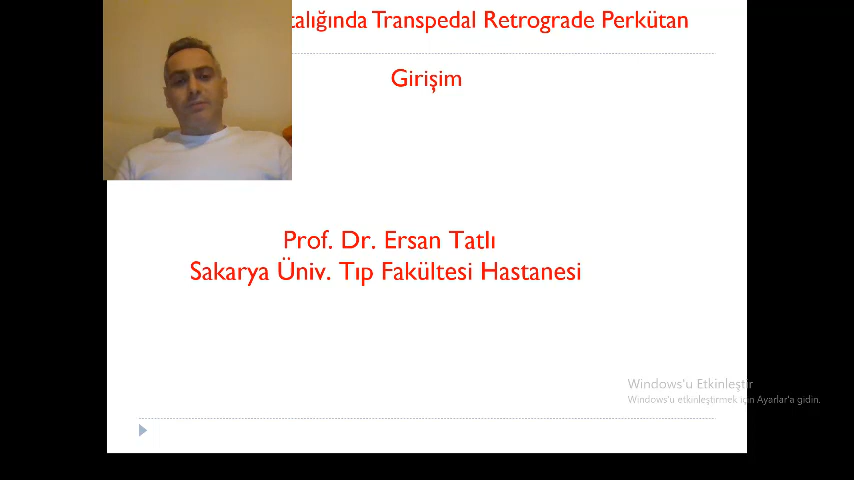 talığında Transpedal Retrograde Perkütan
Girişim
Prof. Dr. Ersan Tatlı
Sakarya Üniv. Tıp Fakültesi Hastanesi
Windows'u Etkinleştir
Windows'u etkinleştirmek için Ayarlar'a gidin.